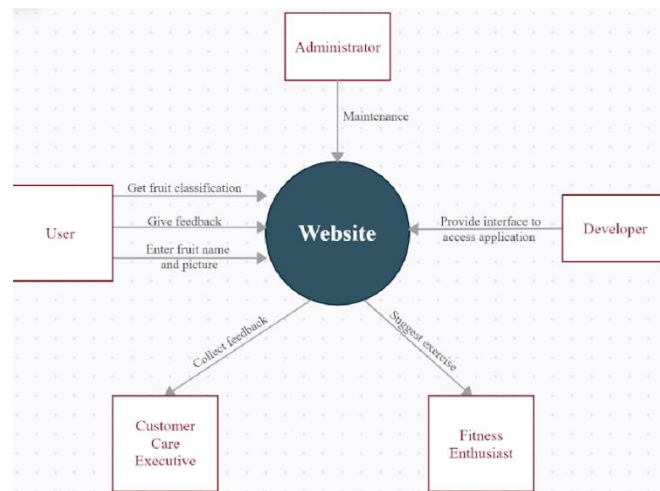 Administrator
Maintenance
Get fruit classification
Give feedback
Enter fruit name
and picture
User
Website
Provide interface to
access application
Developer
Collect feedback
Suggest exercise
Customer
Care
Executive
Fitness
Enthusiast